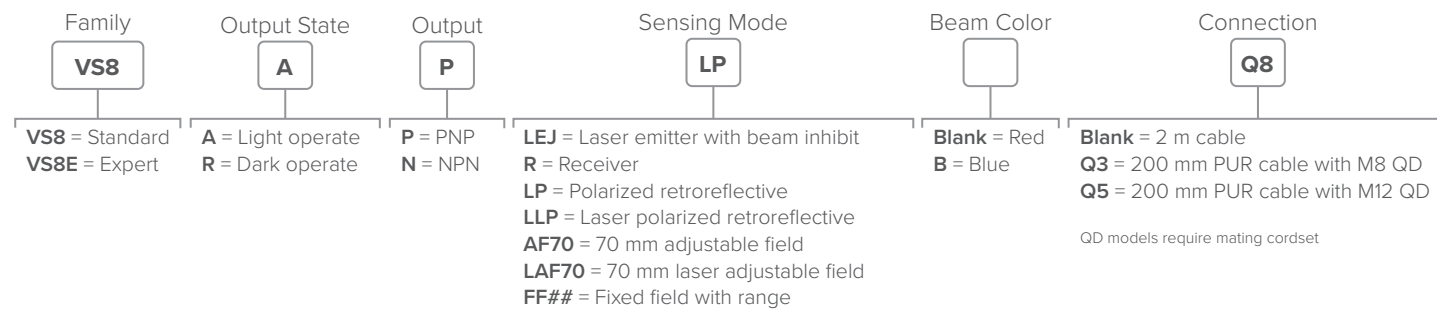 Family Output State Output Sensing Mode Beam Color Connection
VS8 A P LP Q8
VS8 = Standard
VS8E = Expert
A = Light operate
R = Dark operate
P = PNP
N = NPN
LEJ = Laser emitter with beam inhibit
R = Receiver
LP = Polarized retroreflective
LLP = Laser polarized retroreflective
AF70 = 70 mm adjustable field
LAF70 = 70 mm laser adjustable field
FF## = Fixed field with range
Blank = Red
B = Blue
Blank = 2 m cable
Q3 = 200 mm PUR cable with M8 QD
Q5 = 200 mm PUR cable with M12 QD
QD models require mating cordset